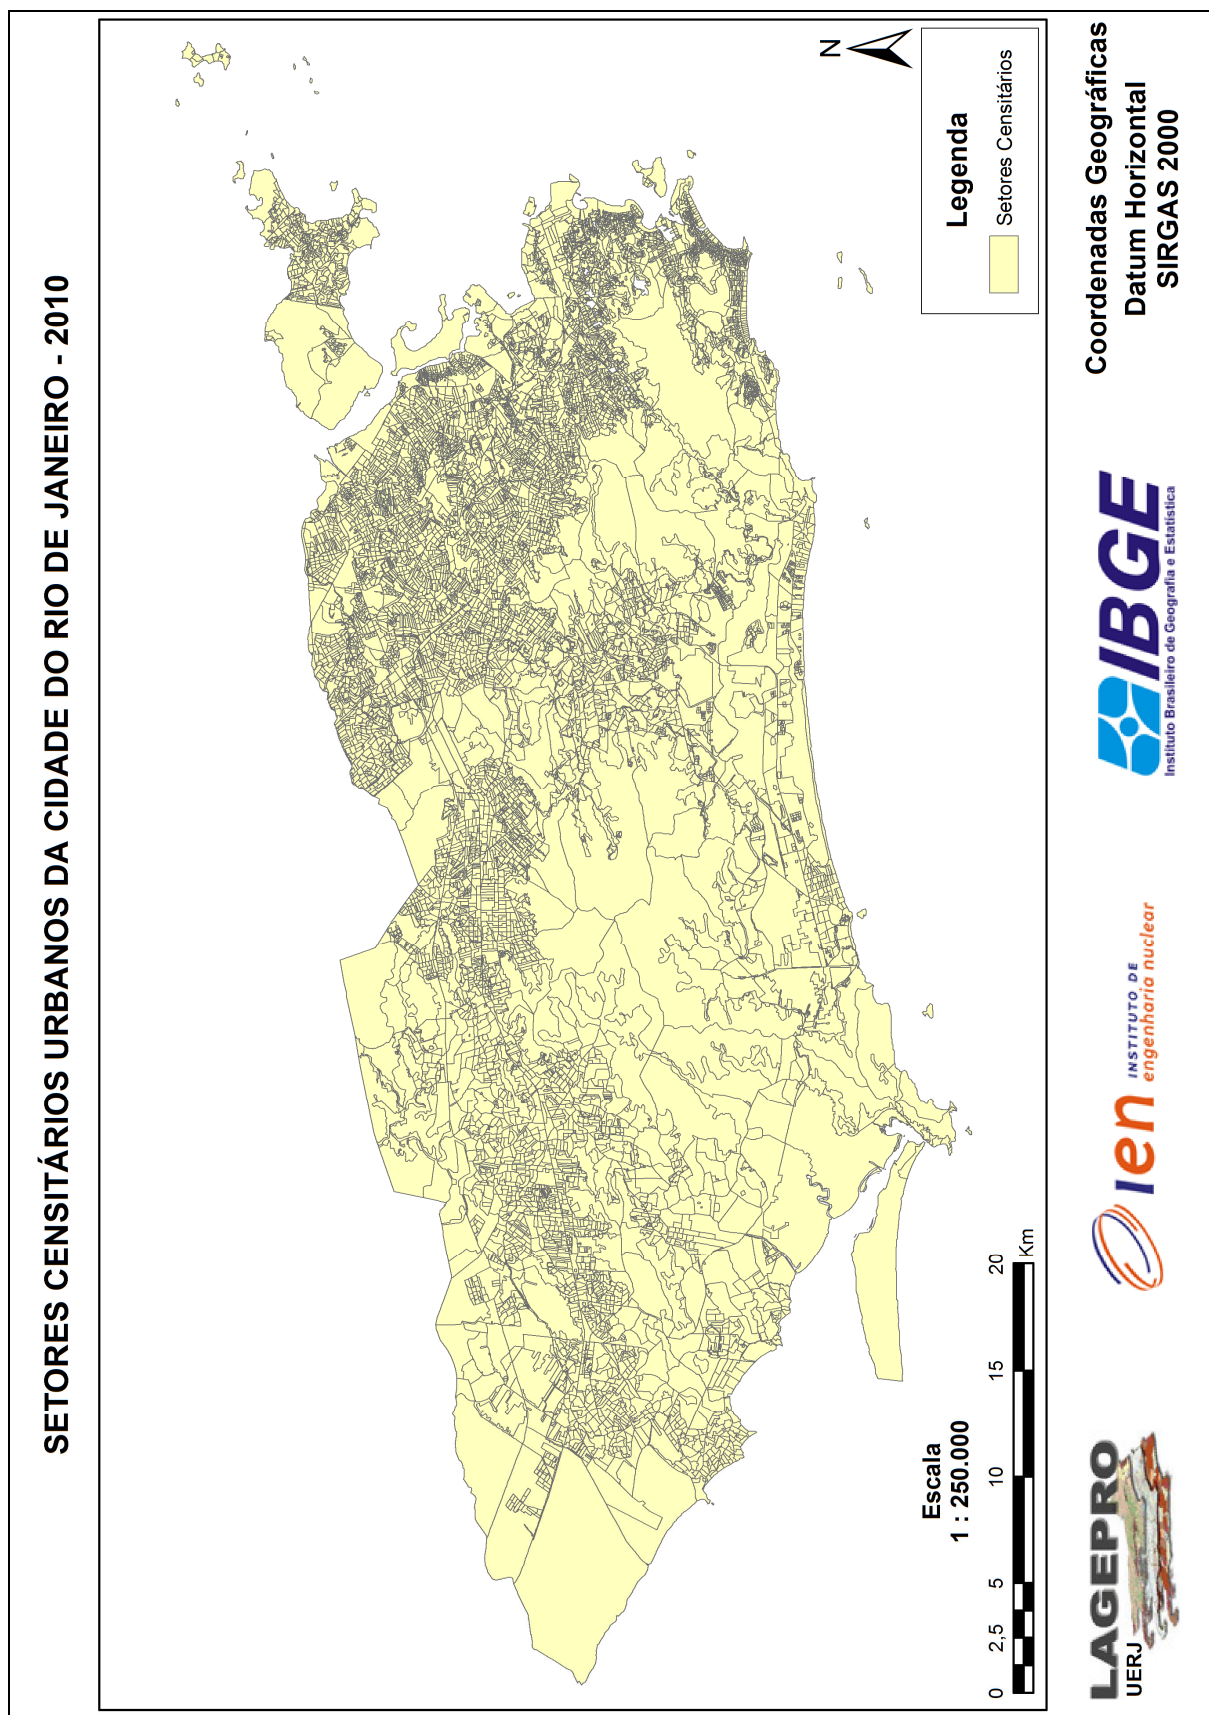 SETORES CENSITÁRIOS URBANOS DA CIDADE DO RIO DE JANEIRO - 2010
N
Legenda
Setores Censitários
Escala
1 : 250.000
0 2,5 5 10 15 20
Km
LAGEPRO
UERJ
ien
INSTITUTO DE
engenharia nuclear
IBGE
Instituto Brasileiro de Geografia e Estatística
Coordenadas Geográficas
Datum Horizontal
SIRGAS 2000